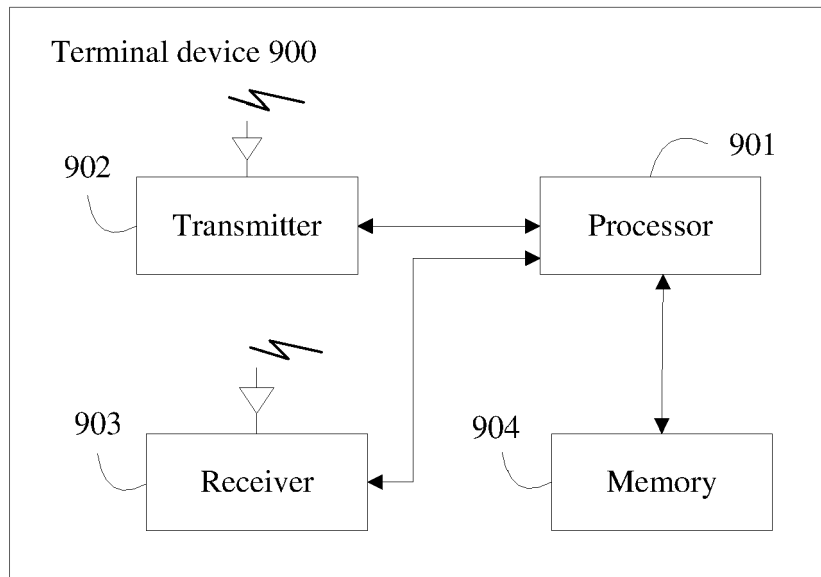 Terminal device 900
902
901
Transmitter
Processor
903
904
Receiver
Memory